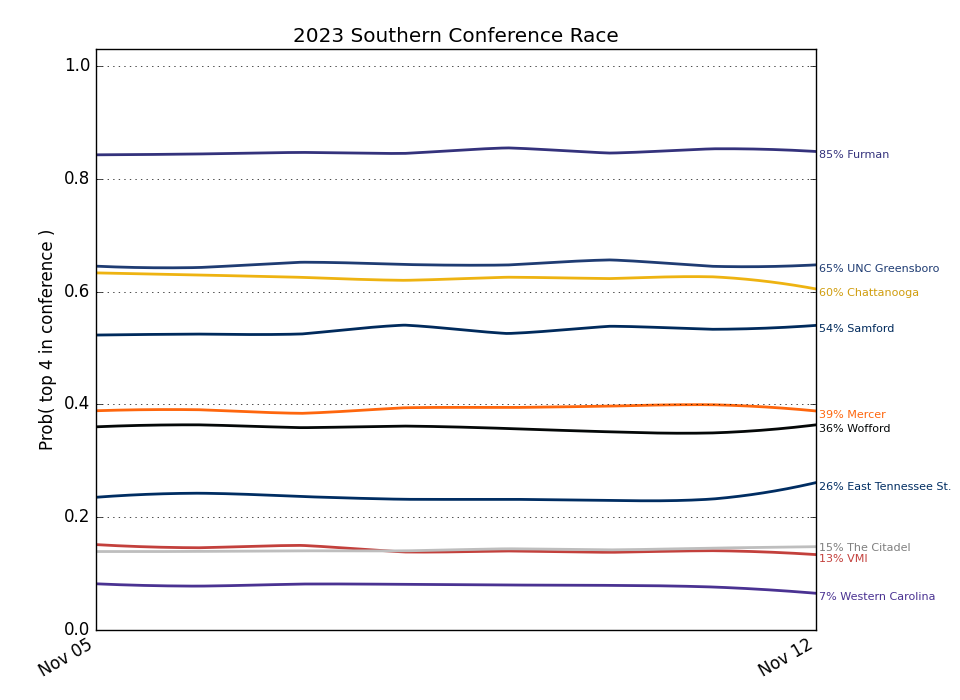 2023 Southern Conference Race
Prob( top 4 in conference )
1.0
0.8
0.6
0.4
0.2
0.0
Nov 05
Nov 12
85% Furman
65% UNC Greensboro
60% Chattanooga
54% Samford
39% Mercer
36% Wofford
26% East Tennessee St.
15% The Citadel
13% VMI
7% Western Carolina